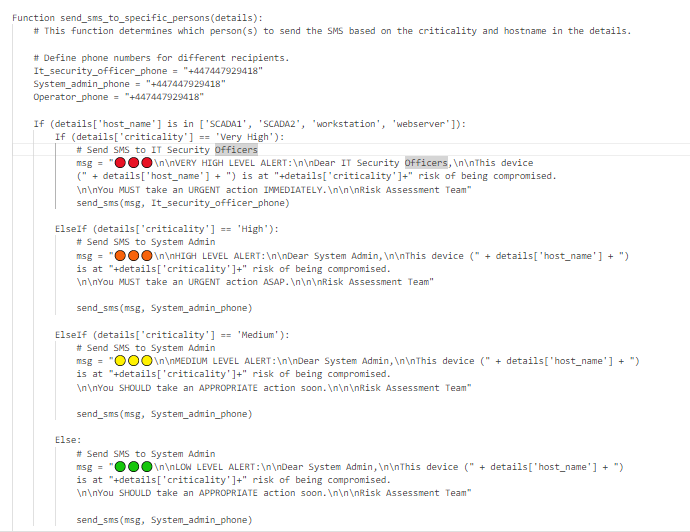 Function send_sms_to_specific_persons(details):
# This function determines which person(s) to send the SMS based on the criticality and hostname in the details.
# Define phone numbers for different recipients.
It_security_officer_phone = "+447447929418"
System_admin_phone = "+447447929418"
Operator_phone = "+447447929418"
If (details['host_name'] is in ['SCADA1', 'SCADA2', 'workstation', 'webserver']):
If (details['criticality'] == 'Very High'):
# Send SMS to IT Security Officers
msg = "🔴🔴🔴\n\nVERY HIGH LEVEL ALERT:\n\nDear IT Security Officers,\n\nThis device
(" + details['host_name'] + ") is at "+details['criticality']+" risk of being compromised.
\n\nYou MUST take an URGENT action IMMEDIATELY.\n\n\nRisk Assessment Team"
send_sms(msg, It_security_officer_phone)
ElseIf (details['criticality'] == 'High'):
# Send SMS to System Admin
msg = "🟠🟠🟠\n\nHIGH LEVEL ALERT:\n\nDear System Admin,\n\nThis device (" + details['host_name'] + ")
is at "+details['criticality']+" risk of being compromised.
\n\nYou MUST take an URGENT action ASAP.\n\n\nRisk Assessment Team"
send_sms(msg, System_admin_phone)
ElseIf (details['criticality'] == 'Medium'):
# Send SMS to System Admin
msg = "🟡🟡🟡\n\nMEDIUM LEVEL ALERT:\n\nDear System Admin,\n\nThis device (" + details['host_name'] + ")
is at "+details['criticality']+" risk of being compromised.
\n\nYou SHOULD take an APPROPRIATE action soon.\n\n\nRisk Assessment Team"
send_sms(msg, System_admin_phone)
Else:
# Send SMS to System Admin
msg = "🟢🟢🟢\n\nLOW LEVEL ALERT:\n\nDear System Admin,\n\nThis device (" + details['host_name'] + ")
is at "+details['criticality']+" risk of being compromised.
\n\nYou SHOULD take an APPROPRIATE action soon.\n\n\nRisk Assessment Team"
send_sms(msg, System_admin_phone)